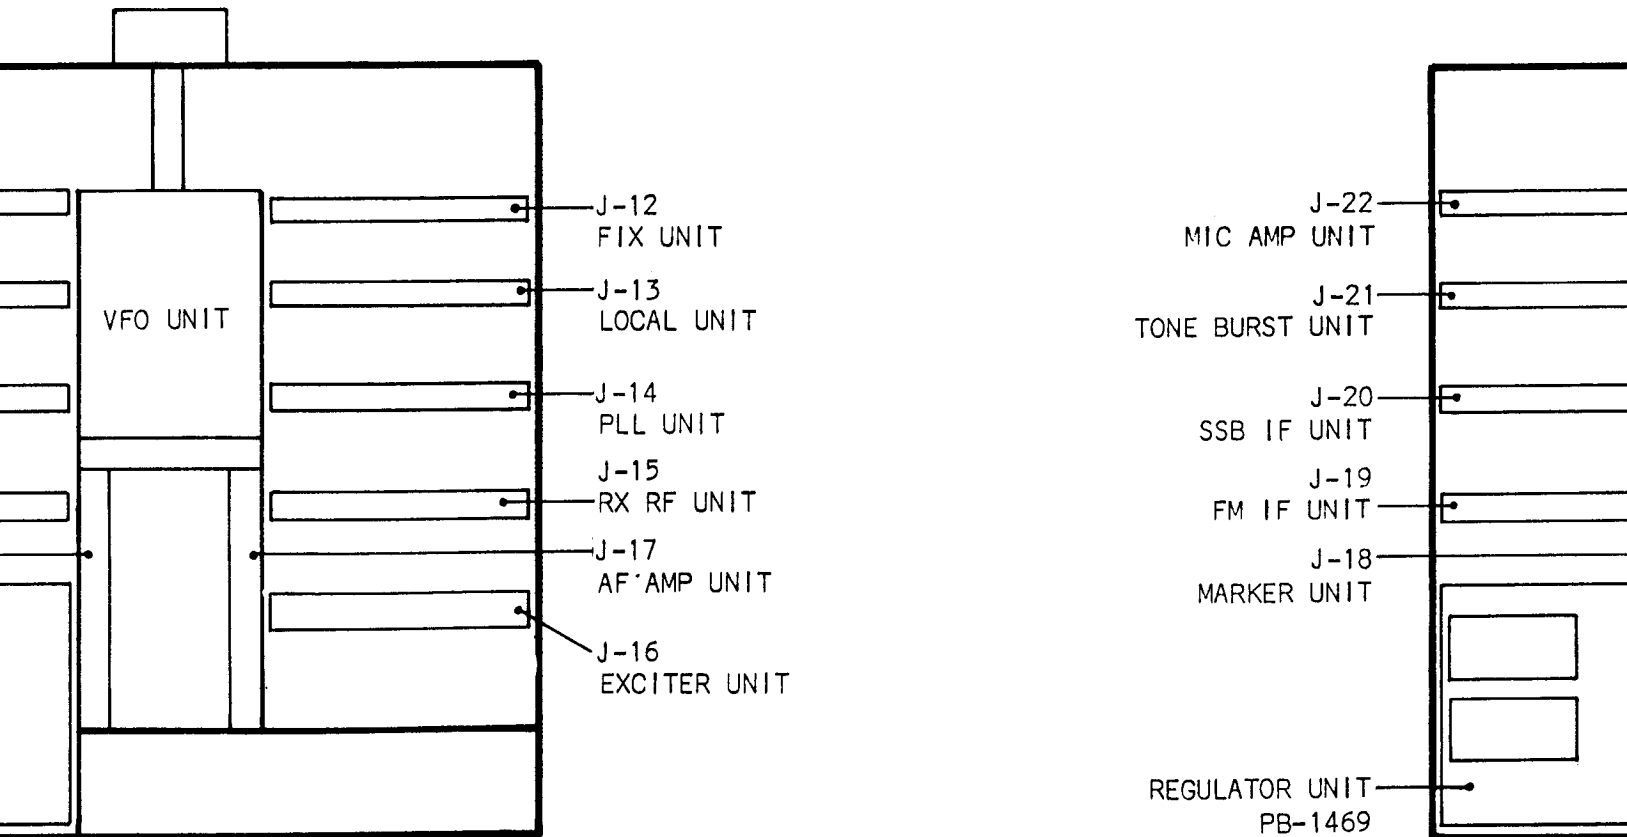 VFO UNIT
J-12
FIX UNIT
J-13
LOCAL UNIT
J-14
PLL UNIT
J-15
RX RF UNIT
J-17
AF AMP UNIT
J-16
EXCITER UNIT
J-22
MIC AMP UNIT
J-21
TONE BURST UNIT
J-20
SSB IF UNIT
J-19
FM IF UNIT
J-18
MARKER UNIT
REGULATOR UNIT
PB-1469